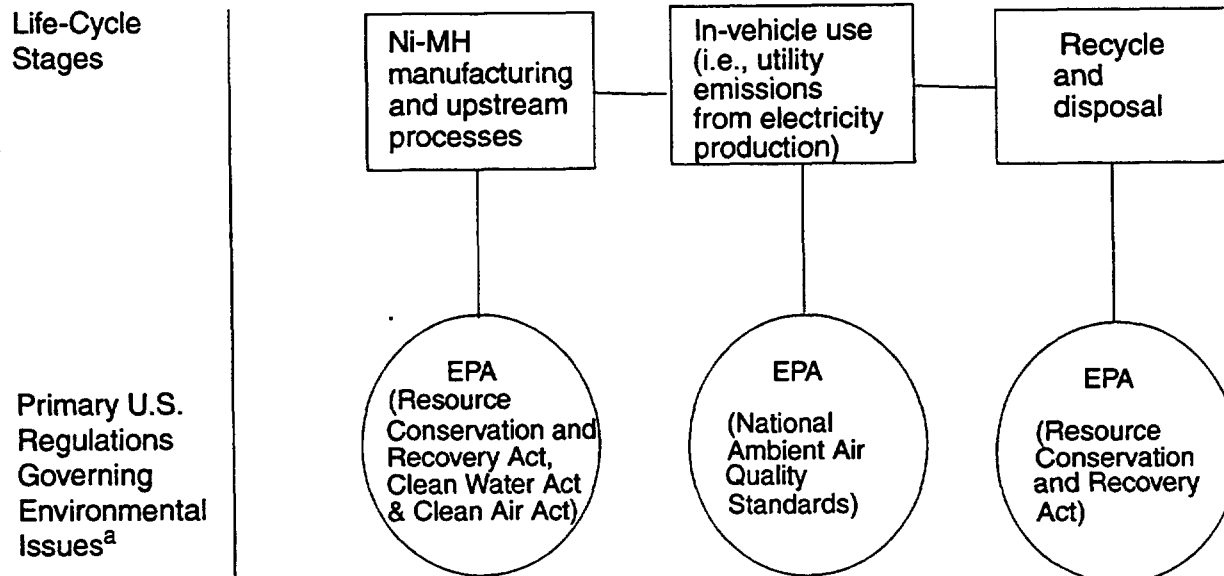 Life-Cycle
Stages
Ni-MH
manufacturing
and upstream
processes
In-vehicle use
(i.e., utility
emissions
from electricity
production)
Recycle
and
disposal
Primary U.S.
Regulations
Governing
Environmental
Issuesᵃ
EPA
(Resource
Conservation and
Recovery Act,
Clean Water Act
& Clean Air Act)
EPA
(National
Ambient Air
Quality
Standards)
EPA
(Resource
Conservation
and Recovery
Act)